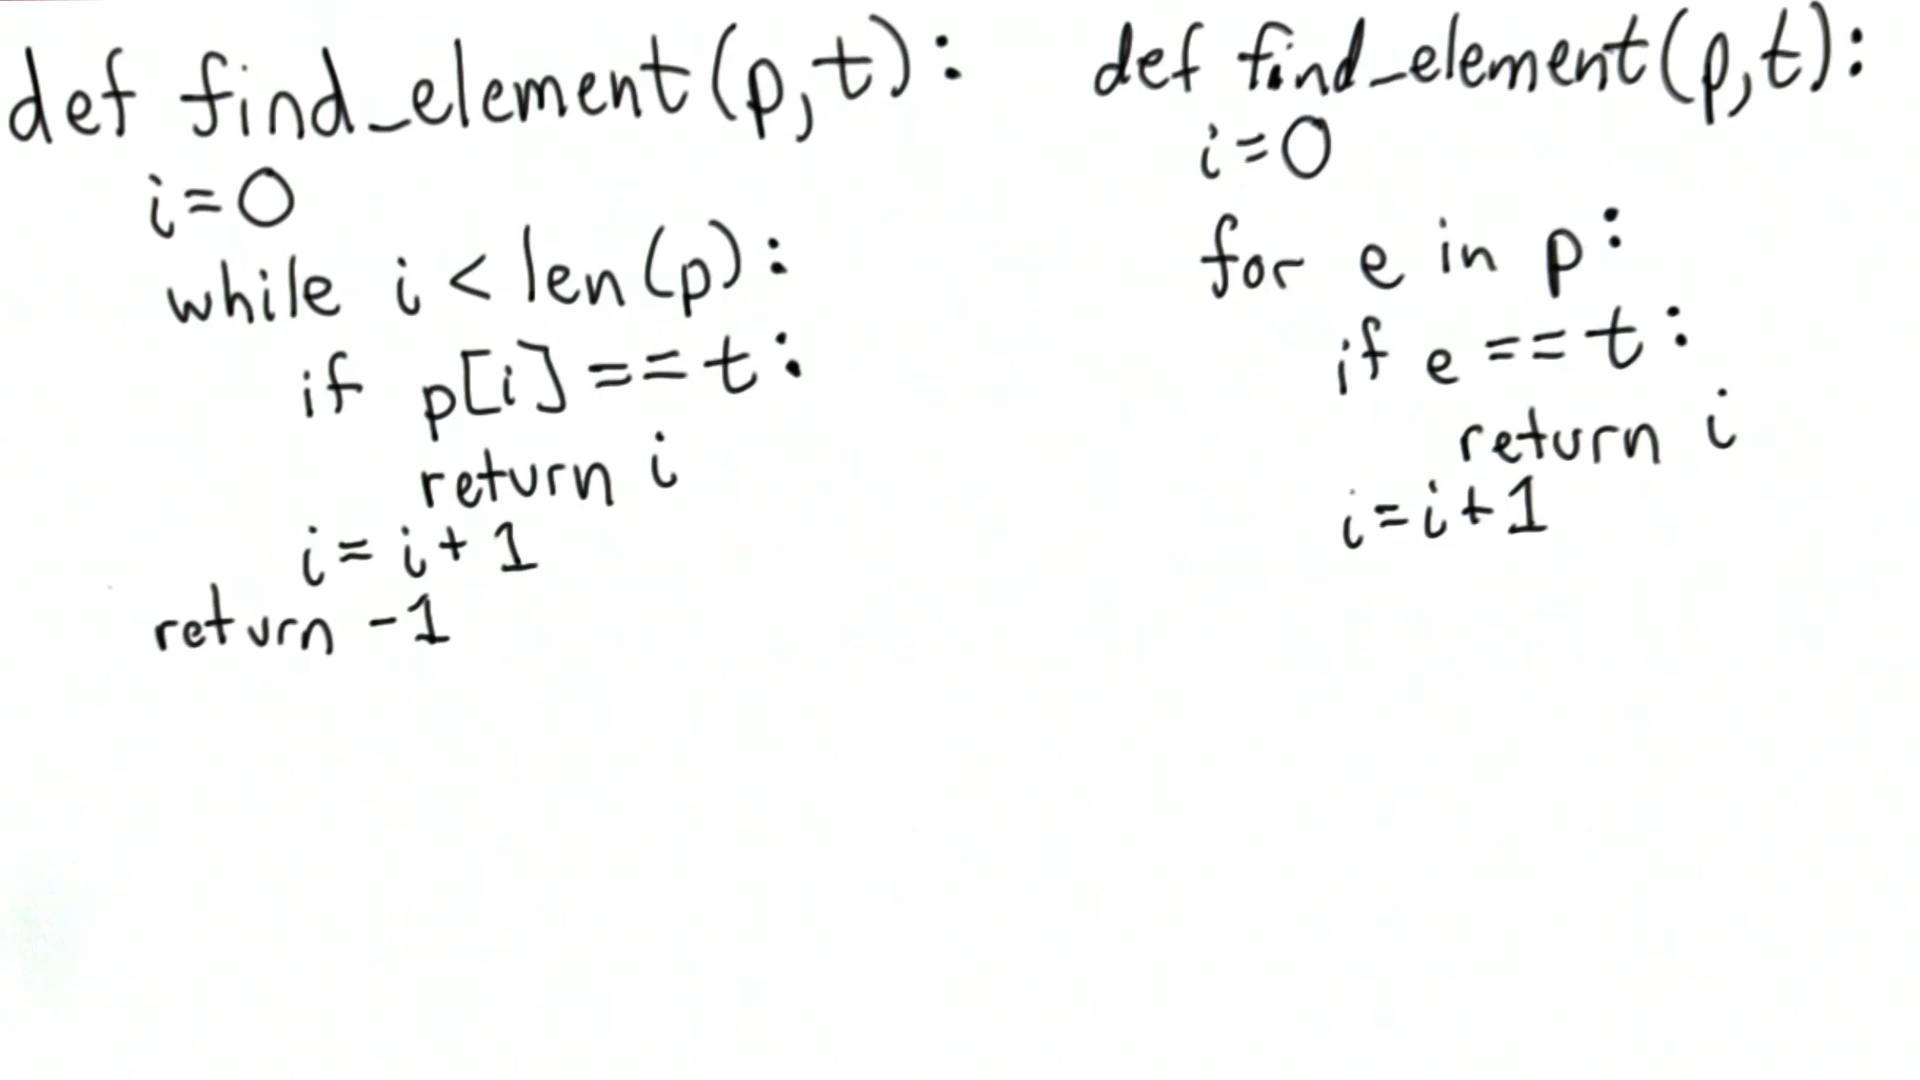 def find_element(p,t):
i=0
while i < len(p):
if p[i]==t:
return i
i= i+ 1
return -1
def find_element(p,t):
i=0
for e in p:
if e ==t:
return i
i=i+1